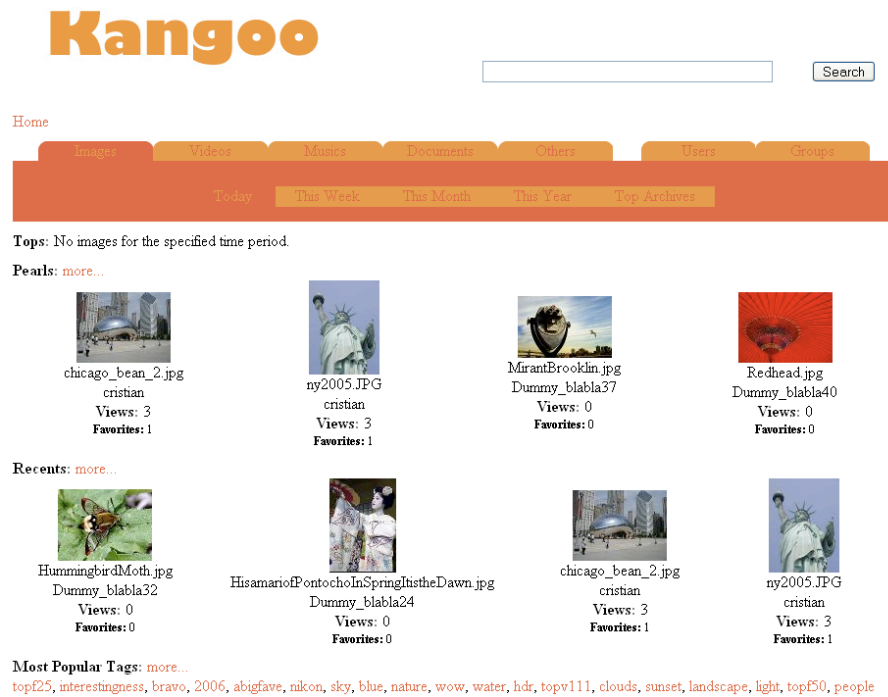 Kangoo
Search
Home
Images Videos Musics Documents Others Users Groups
Today This Week This Month This Year Top Archives
Tops: No images for the specified time period.
Pearls: more...
chicago_bean_2.jpg
cristian
Views: 3
Favorites: 1
ny2005.JPG
cristian
Views: 3
Favorites: 1
MirantBrooklin.jpg
Dummy_blabla37
Views: 0
Favorites: 0
Redhead.jpg
Dummy_blabla40
Views: 0
Favorites: 0
Recents: more...
HummingbirdMoth.jpg
Dummy_blabla32
Views: 0
Favorites: 0
HisamariofPontochoInSpringItistheDawn.jpg
Dummy_blabla24
Views: 0
Favorites: 0
chicago_bean_2.jpg
cristian
Views: 3
Favorites: 1
ny2005.JPG
cristian
Views: 3
Favorites: 1
Most Popular Tags: more...
topf25, interestingness, bravo, 2006, abigfave, nikon, sky, blue, nature, wow, water, hdr, topv111, clouds, sunset, landscape, light, topf50, people